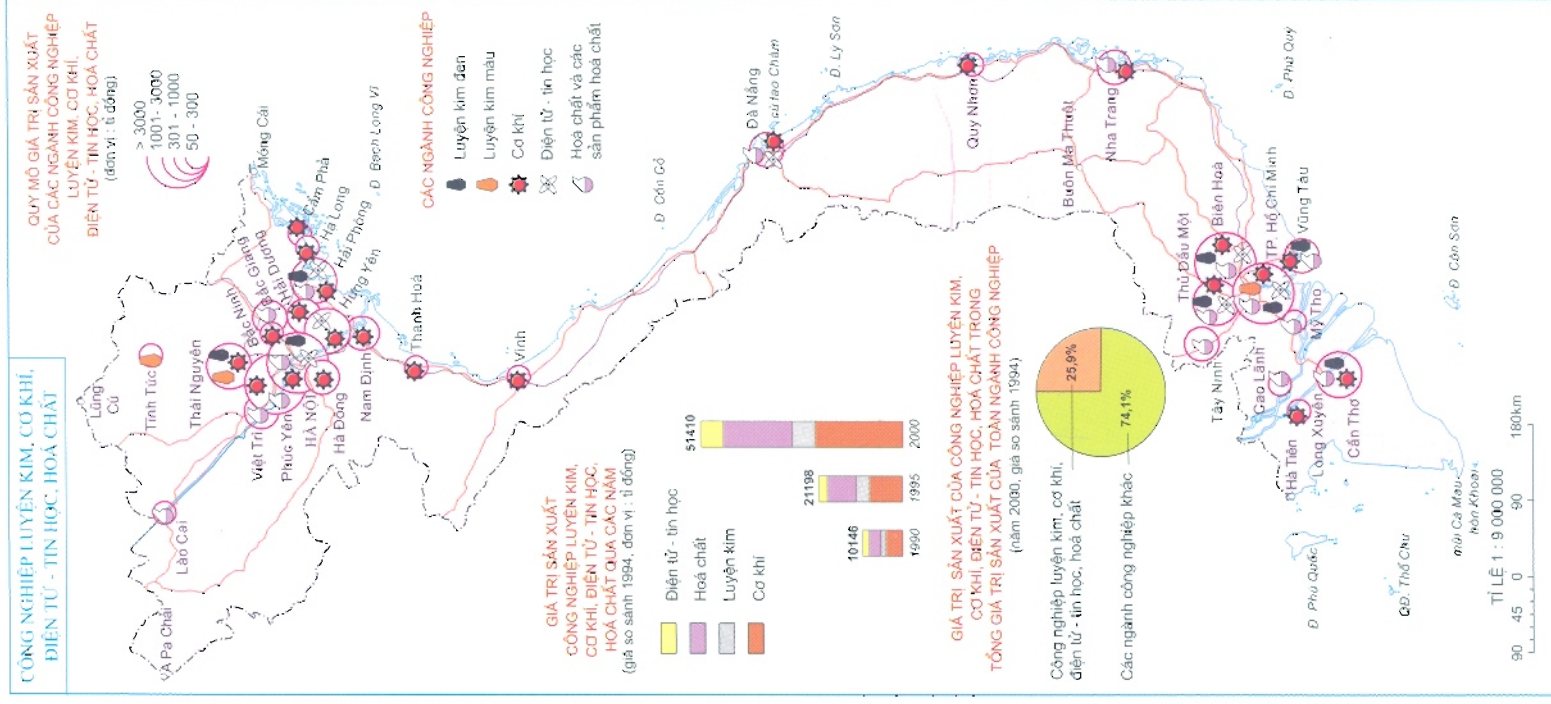 CÔNG NGHIỆP LUYỆN KIM, CƠ KHÍ,
ĐIỆN TỬ - TIN HỌC, HOÁ CHẤT
QUY MÔ GIÁ TRỊ SẢN XUẤT
CỦA CÁC NGÀNH CÔNG NGHIỆP
LUYỆN KIM, CƠ KHÍ,
ĐIỆN TỬ - TIN HỌC, HOÁ CHẤT
(đơn vị : tỉ đồng)
> 3000
1001- 3000
301 - 1000
50 - 300
CÁC NGÀNH CÔNG NGHIỆP
Luyện kim đen
Luyện kim màu
Cơ khí
Điện tử - tin học
Hoá chất và các
sản phẩm hoá chất
Lũng
Cú
A Pa Chải
Lào Cai
Tĩnh Túc
Thái Nguyên
Việt Trì
Phúc Yên
HÀ NỘI
Hà Đông
Bắc Ninh
Bắc Giang
Hải Dương
Móng Cái
Cẩm Phả
Hạ Long
Hải Phòng
Hưng Yên
Nam Định
Đ. Bạch Long Vĩ
Thanh Hoá
Vinh
Đ. Cồn Cỏ
Đà Nẵng
cù lao Chàm
Đ. Lý Sơn
Quy Nhơn
Buôn Ma Thuột
Nha Trang
Đ Phú Quý
Thủ Dầu Một
Biên Hoà
TP. Hồ Chí Minh
Vũng Tàu
Tây Ninh
Mỹ Tho
Cao Lãnh
Long Xuyên
Cần Thơ
Hà Tiên
Đ Côn Sơn
Đ. Phú Quốc
QĐ. Thổ Chu
mũi Cà Mau
hòn Khoai
GIÁ TRỊ SẢN XUẤT
CÔNG NGHIỆP LUYỆN KIM,
CƠ KHÍ, ĐIỆN TỬ - TIN HỌC,
HOÁ CHẤT QUA CÁC NĂM
(giá so sánh 1994, đơn vị : tỉ đồng)
Điện tử - tin học
Hoá chất
Luyện kim
Cơ khí
10146
21198
51410
1990
1995
2000
GIÁ TRỊ SẢN XUẤT CỦA CÔNG NGHIỆP LUYỆN KIM,
CƠ KHÍ, ĐIỆN TỬ - TIN HỌC, HOÁ CHẤT TRONG
TỔNG GIÁ TRỊ SẢN XUẤT CỦA TOÀN NGÀNH CÔNG NGHIỆP
(năm 2000, giá so sánh 1994)
Công nghiệp luyện kim, cơ khí,
điện tử - tin học, hoá chất
Các ngành công nghiệp khác
25,9%
74,1%
TỈ LỆ 1 : 9 000 000
90 45 0 90 180km